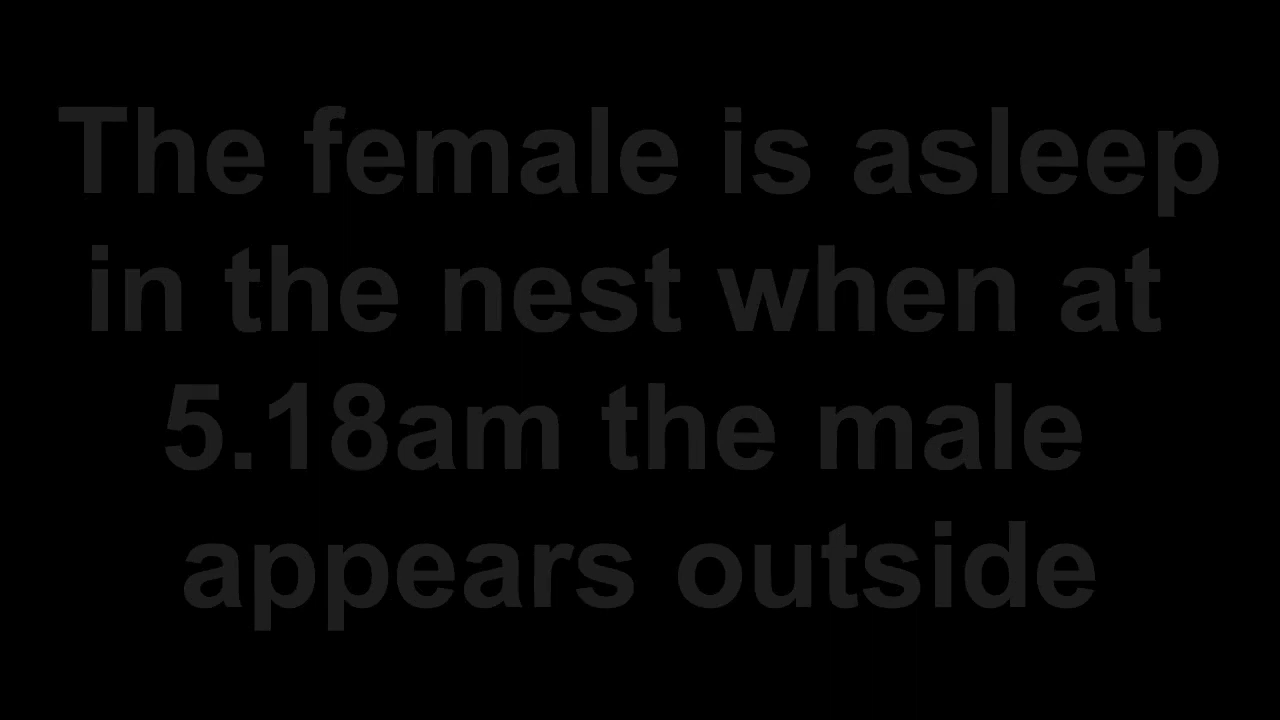 The female is asleep
in the nest when at
5.18am the male
appears outside